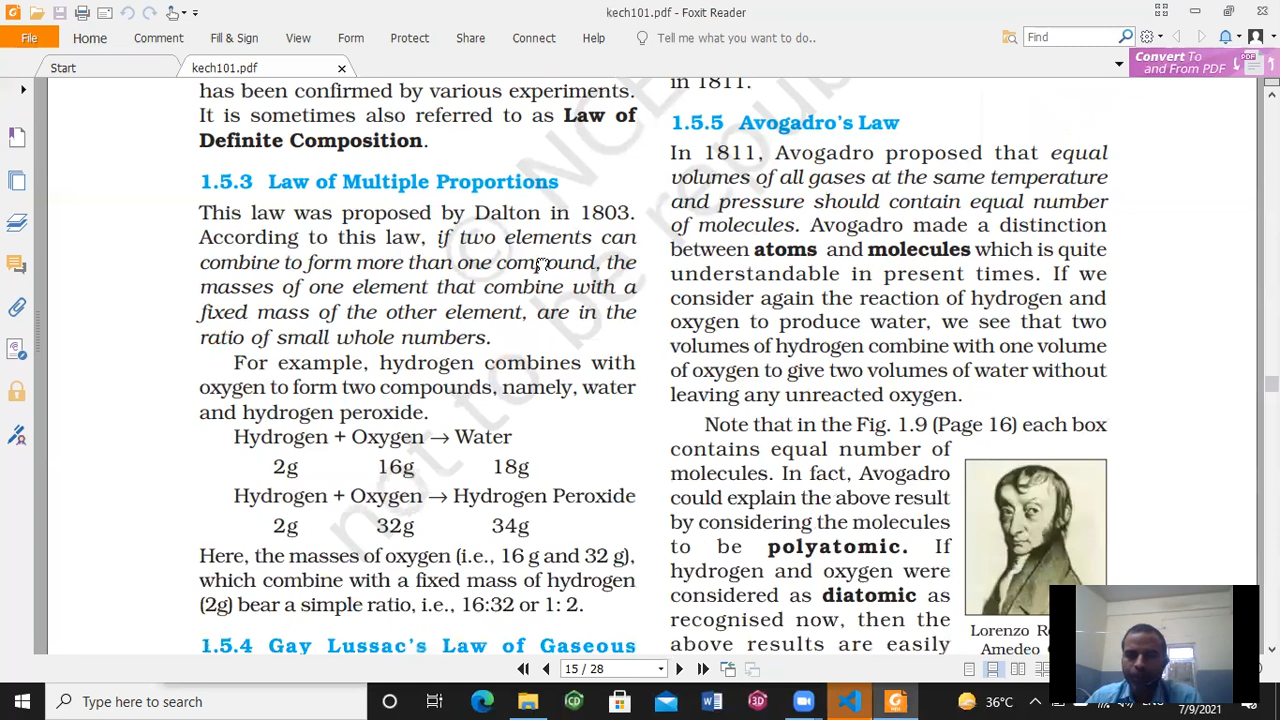 kech101.pdf - Foxit Reader
File Home Comment Fill & Sign View Form Protect Share Connect Help Tell me what you want to do.. Find
Start kech101.pdf
Convert To
and From PDF
has been confirmed by various experiments.
It is sometimes also referred to as Law of
Definite Composition.
1.5.3 Law of Multiple Proportions
This law was proposed by Dalton in 1803.
According to this law, if two elements can
combine to form more than one compound, the
masses of one element that combine with a
fixed mass of the other element, are in the
ratio of small whole numbers.
For example, hydrogen combines with
oxygen to form two compounds, namely, water
and hydrogen peroxide.
Hydrogen + Oxygen → Water
2g 16g 18g
Hydrogen + Oxygen → Hydrogen Peroxide
2g 32g 34g
Here, the masses of oxygen (i.e., 16 g and 32 g),
which combine with a fixed mass of hydrogen
(2g) bear a simple ratio, i.e., 16:32 or 1: 2.
1.5.4 Gay Lussac's Law of Gaseous
in 1811.
1.5.5 Avogadro's Law
In 1811, Avogadro proposed that equal
volumes of all gases at the same temperature
and pressure should contain equal number
of molecules. Avogadro made a distinction
between atoms and molecules which is quite
understandable in present times. If we
consider again the reaction of hydrogen and
oxygen to produce water, we see that two
volumes of hydrogen combine with one volume
of oxygen to give two volumes of water without
leaving any unreacted oxygen.
Note that in the Fig. 1.9 (Page 16) each box
contains equal number of
molecules. In fact, Avogadro
could explain the above result
by considering the molecules
to be polyatomic. If
hydrogen and oxygen were
considered as diatomic as
recognised now, then the
above results are easily
Lorenzo
Amedeo
© NCE
not to be republ
15 / 28
Type here to search
36°C
7/9/2021